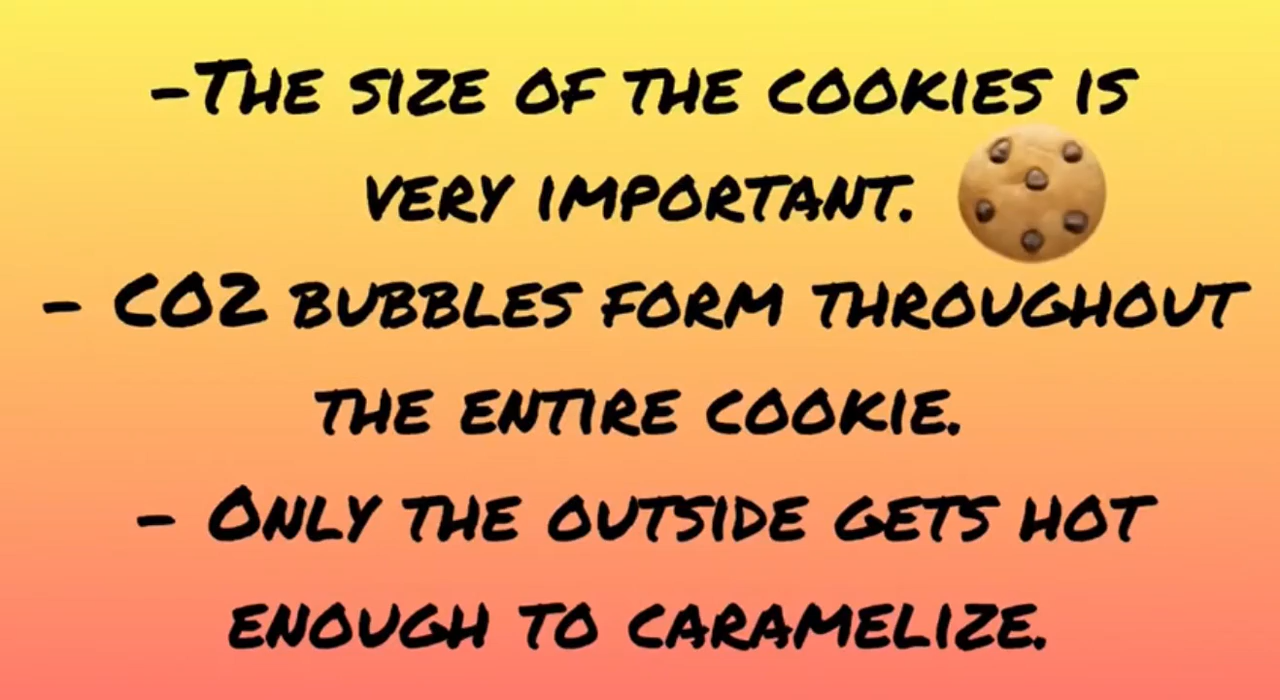 -The size of the cookies is
very important.
- CO2 bubbles form throughout
the entire cookie.
- Only the outside gets hot
enough to caramelize.